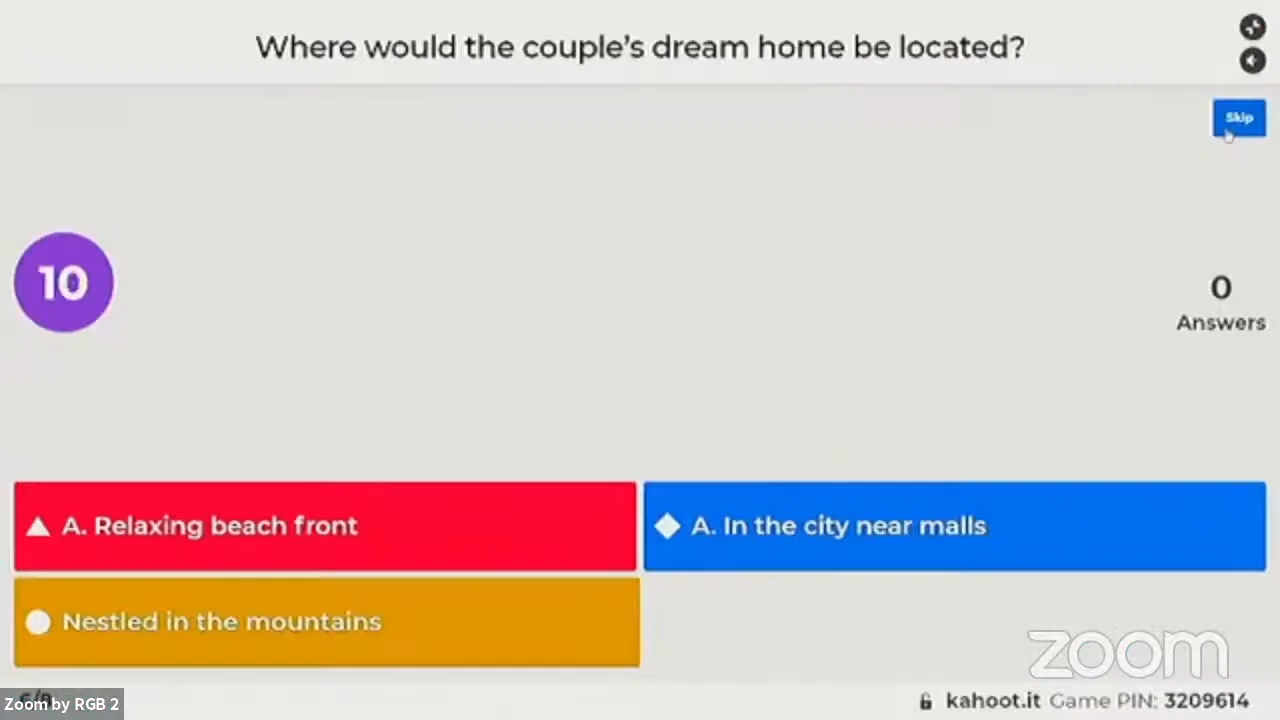 Where would the couple's dream home be located?
Skip
10
0
Answers
A. Relaxing beach front
A. In the city near malls
Nestled in the mountains
zoom
Zoom by RGB 2
kahoot.it Game PIN: 3209614